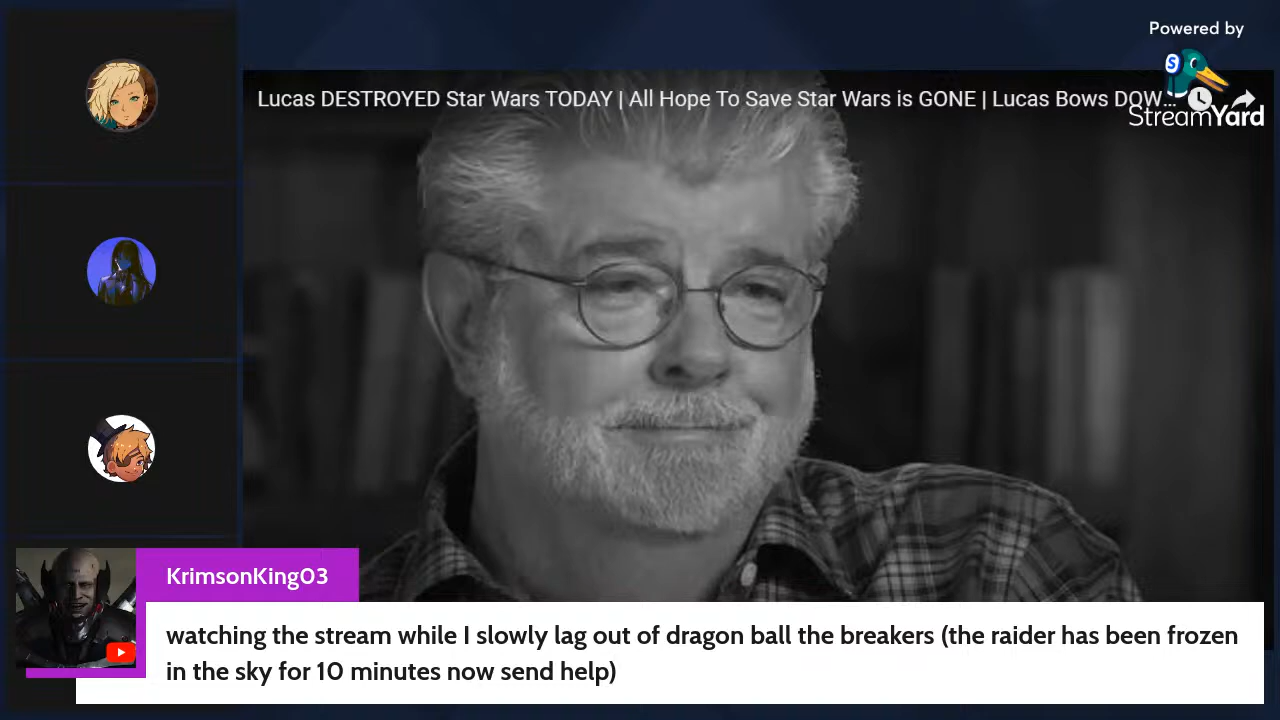 Powered by
Lucas DESTROYED Star Wars TODAY | All Hope To Save Star Wars is GONE | Lucas Bows DOW...
S
StreamYard
KrimsonKing03
watching the stream while I slowly lag out of dragon ball the breakers (the raider has been frozen
in the sky for 10 minutes now send help)